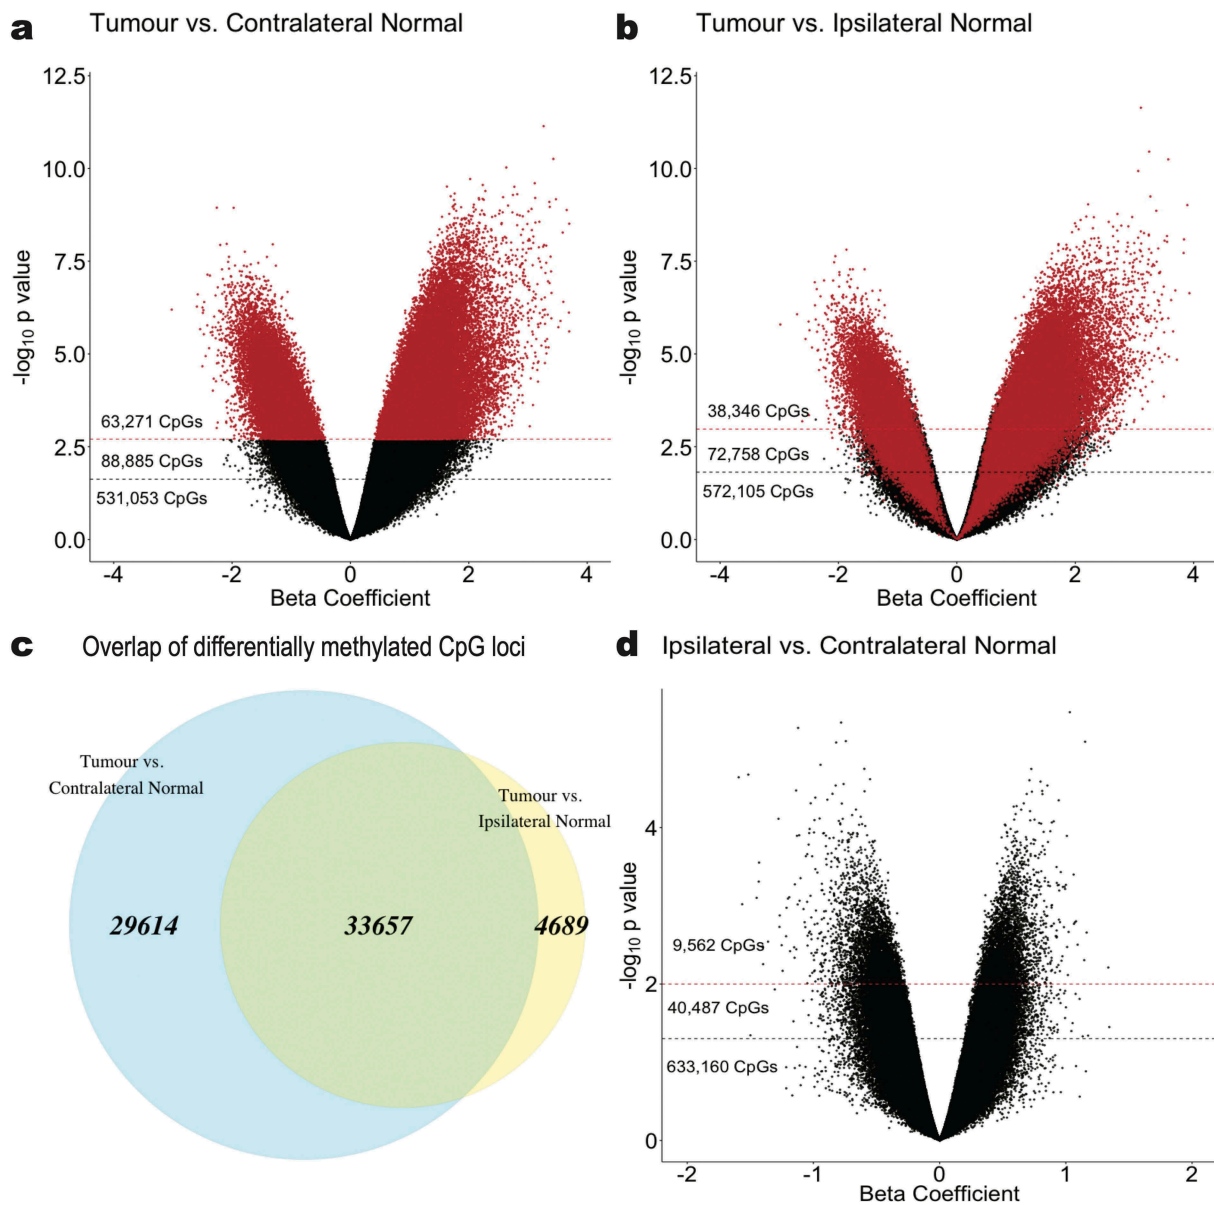 a Tumour vs. Contralateral Normal
12.5
10.0
7.5
5.0
2.5
0.0
-log10 p value
63,271 CpGs
88,885 CpGs
531,053 CpGs
-4 -2 0 2 4
Beta Coefficient
b Tumour vs. Ipsilateral Normal
12.5
10.0
7.5
5.0
2.5
0.0
-log10 p value
38,346 CpGs
72,758 CpGs
572,105 CpGs
-4 -2 0 2 4
Beta Coefficient
c Overlap of differentially methylated CpG loci
Tumour vs.
Contralateral Normal
Tumour vs.
Ipsilateral Normal
29614 33657 4689
d Ipsilateral vs. Contralateral Normal
4
2
0
-log10 p value
9,562 CpGs
40,487 CpGs
633,160 CpGs
-2 -1 0 1 2
Beta Coefficient